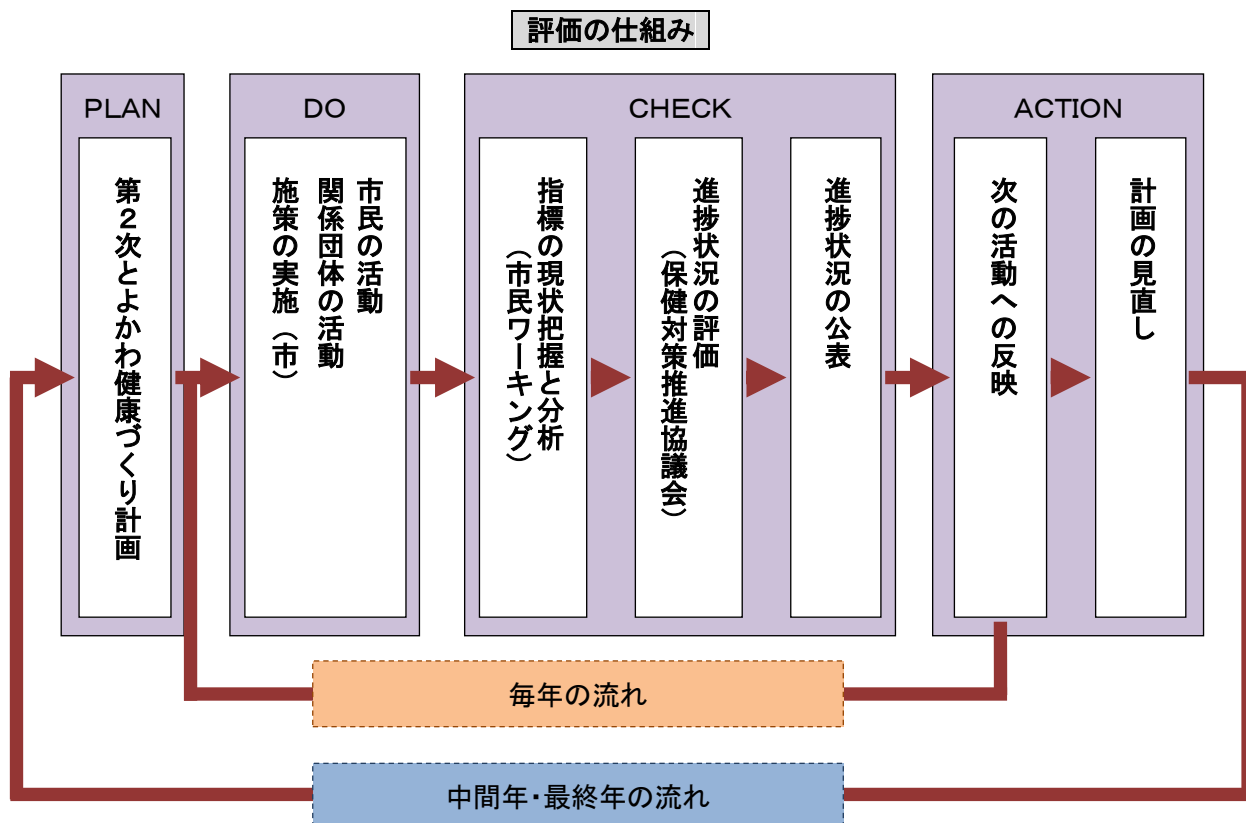 評価の仕組み
PLAN
第2次とよかわ健康づくり計画
DO
市民の活動
関係団体の活動
施策の実施(市)
CHECK
指標の現状把握と分析
(市民ワーキング)
進捗状況の評価
(保健対策推進協議会)
進捗状況の公表
ACTION
次の活動への反映
計画の見直し
毎年の流れ
中間年・最終年の流れ